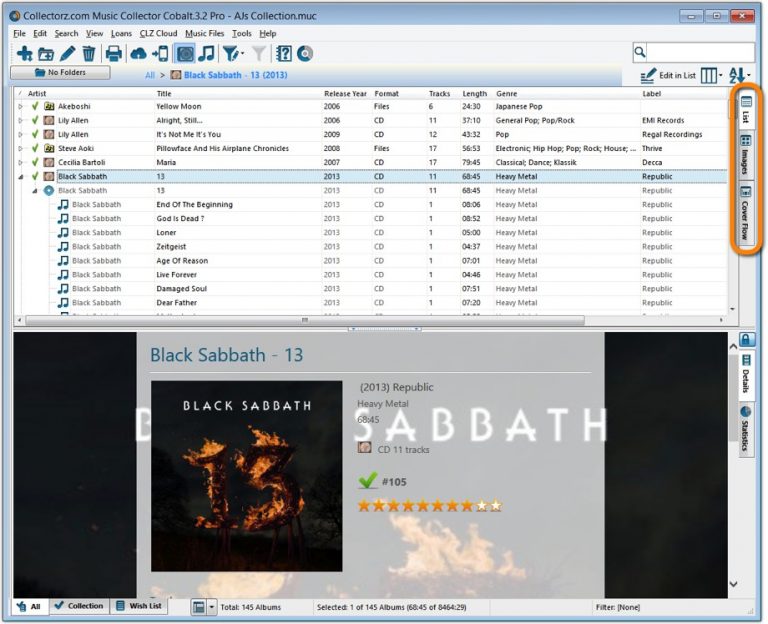 Collectorz.com Music Collector Cobalt.3.2 Pro - AJs Collection.muc
File Edit Search View Loans CLZ Cloud Music Files Tools Help
No Folders All > Black Sabbath - 13 (2013) Edit in List
Artist Title Release Year Format Tracks Length Genre Label
Akeboshi Yellow Moon 2006 Files 6 24:30 Japanese Pop
Lily Allen Alright, Still... 2006 CD 11 37:10 General Pop; Pop/Rock EMI Records
Lily Allen It's Not Me It's You 2009 CD 12 43:32 Pop Regal Recordings
Steve Aoki Pillowface And His Airplane Chronicles 2008 Files 17 56:53 Electronic; Hip Hop; Pop; Rock; House; ...
Cecilia Bartoli Maria 2007 CD 17 79:45 Classical; Dance; Klassik Decca
Black Sabbath 13 2013 CD 11 68:45 Heavy Metal Republic
Black Sabbath 13 2013 CD 11 68:45 Heavy Metal Republic
Black Sabbath End Of The Beginning 2013 CD 1 08:06 Heavy Metal Republic
Black Sabbath God Is Dead ? 2013 CD 1 08:52 Heavy Metal Republic
Black Sabbath Loner 2013 CD 1 05:00 Heavy Metal Republic
Black Sabbath Zeitgeist 2013 CD 1 04:37 Heavy Metal Republic
Black Sabbath Age Of Reason 2013 CD 1 07:01 Heavy Metal Republic
Black Sabbath Live Forever 2013 CD 1 04:46 Heavy Metal Republic
Black Sabbath Damaged Soul 2013 CD 1 07:51 Heavy Metal Republic
Black Sabbath Dear Father 2013 CD 1 07:20 Heavy Metal Republic
List
Images
Cover Flow
Black Sabbath - 13
(2013) Republic
Heavy Metal
68:45
CD 11 tracks
#105
BLACK SABBATH
13
SABBATH
Details
Statistics
All Collection Wish List Total: 145 Albums Selected: 1 of 145 Albums (68:45 of 8464:29) Filter: [None]